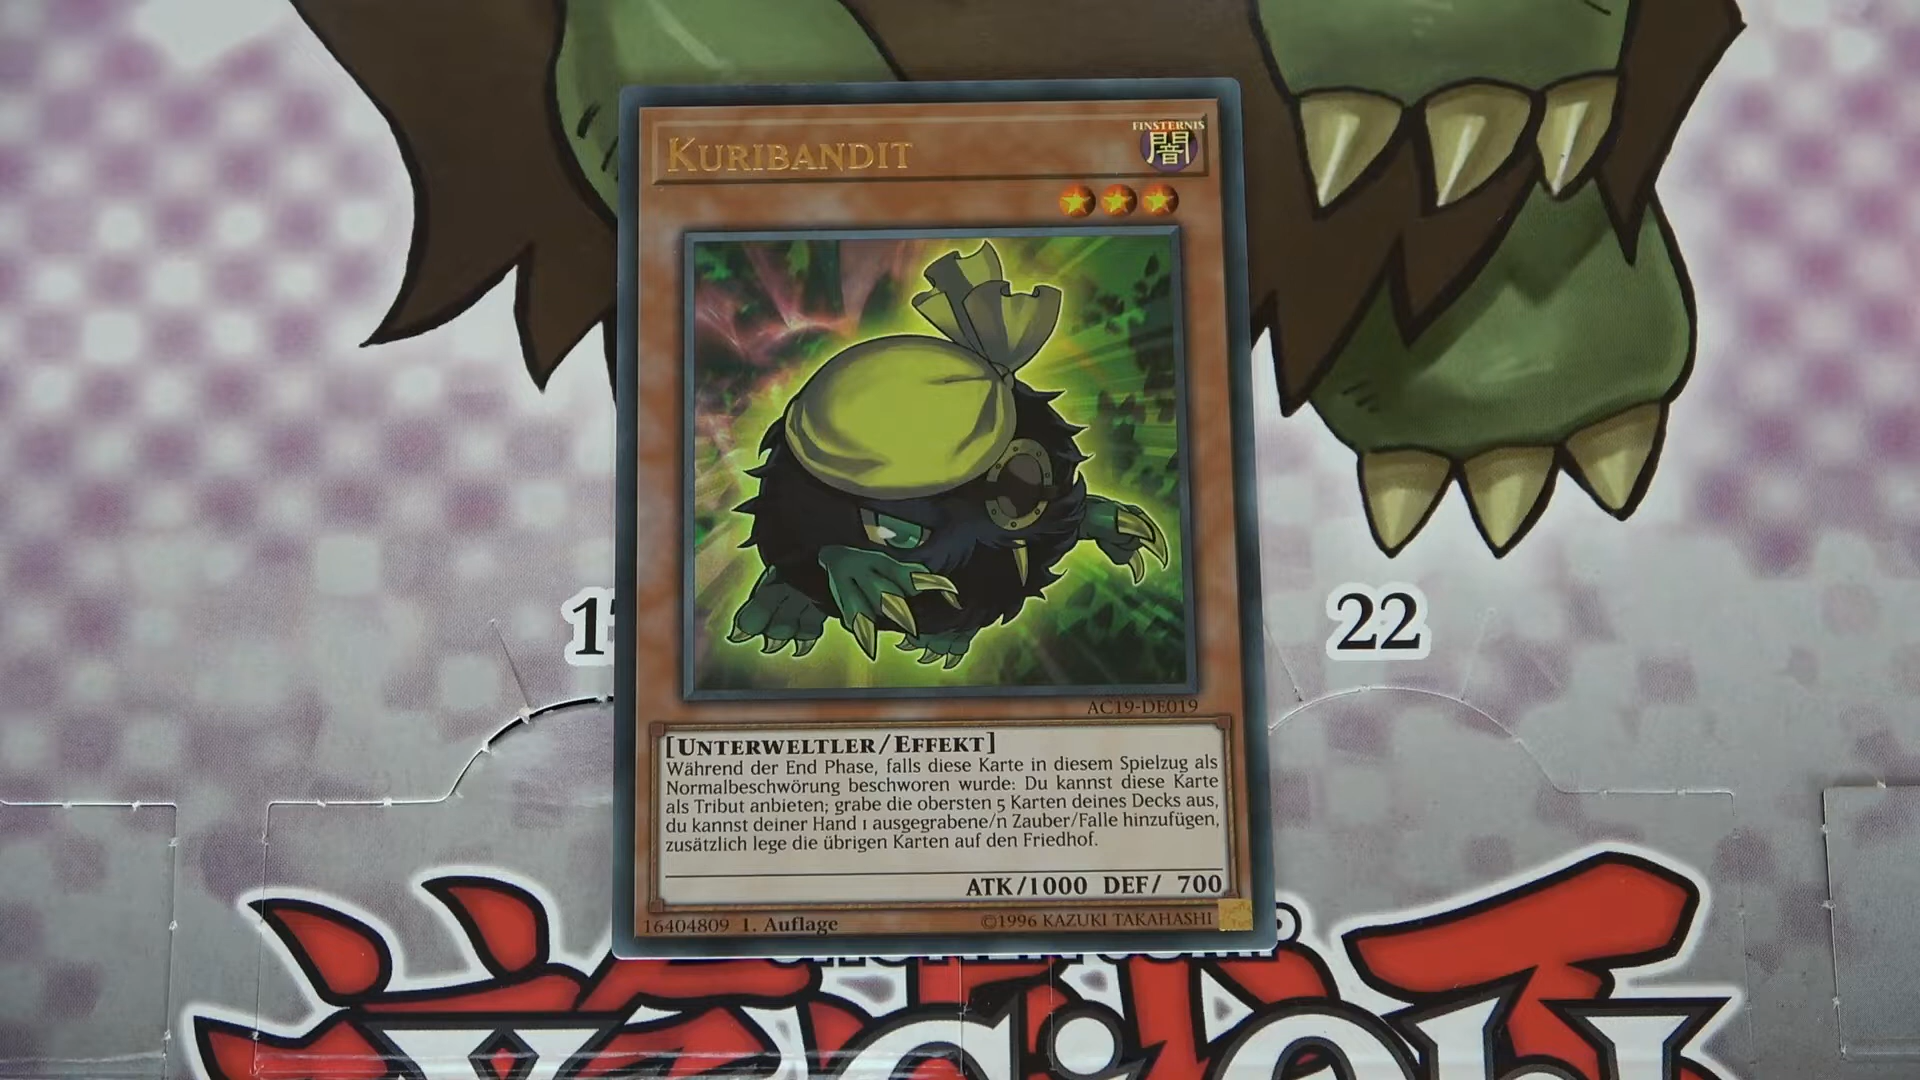 KURIBANDIT
FINSTERNIS
闇
22
AC19-DE019
[UNTERWELTLER/EFFEKT]
Während der End Phase, falls diese Karte in diesem Spielzug als
Normalbeschwörung beschworen wurde: Du kannst diese Karte
als Tribut anbieten; grabe die obersten 5 Karten deines Decks aus,
du kannst deiner Hand 1 ausgegrabene/n Zauber/Falle hinzufügen,
zusätzlich lege die übrigen Karten auf den Friedhof.
ATK/1000 DEF/ 700
16404809 1. Auflage
©1996 KAZUKI TAKAHASHI